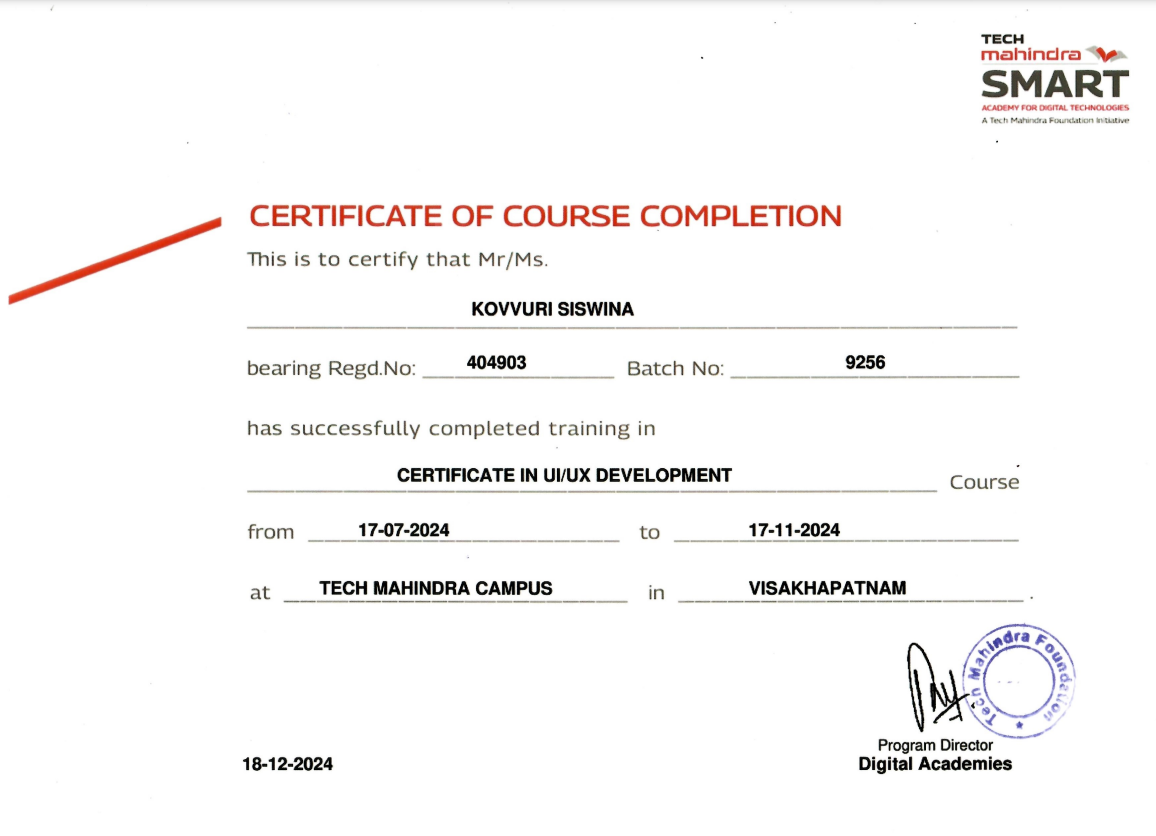 TECH
mahindra
SMART
ACADEMY FOR DIGITAL TECHNOLOGIES
A Tech Mahindra Foundation Initiative
CERTIFICATE OF COURSE COMPLETION
This is to certify that Mr/Ms.
KOVVURI SISWINA
bearing Regd.No: 404903 Batch No: 9256
has successfully completed training in
CERTIFICATE IN UI/UX DEVELOPMENT Course
from 17-07-2024 to 17-11-2024
at TECH MAHINDRA CAMPUS in VISAKHAPATNAM .
Tech Mahindra Foundation
Program Director
18-12-2024 Digital Academies